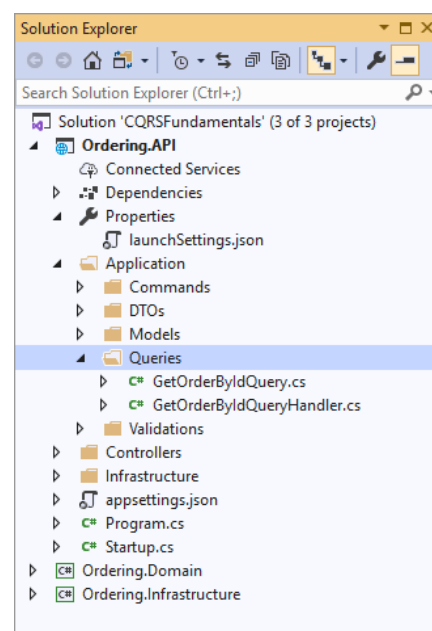 Solution Explorer
Search Solution Explorer (Ctrl+;)
Solution 'CQRSFundamentals' (3 of 3 projects)
Ordering.API
Connected Services
Dependencies
Properties
launchSettings.json
Application
Commands
DTOs
Models
Queries
C# GetOrderByIdQuery.cs
C# GetOrderByIdQueryHandler.cs
Validations
Controllers
Infrastructure
appsettings.json
C# Program.cs
C# Startup.cs
C# Ordering.Domain
C# Ordering.Infrastructure